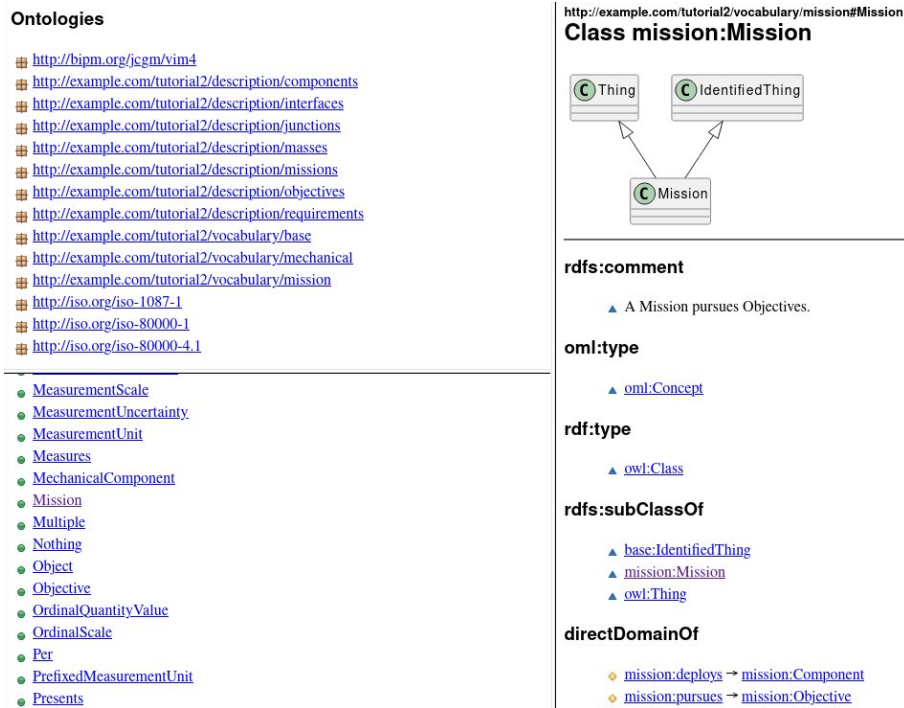 Ontologies
http://bipm.org/jcgm/vim4
http://example.com/tutorial2/description/components
http://example.com/tutorial2/description/interfaces
http://example.com/tutorial2/description/junctions
http://example.com/tutorial2/description/masses
http://example.com/tutorial2/description/missions
http://example.com/tutorial2/description/objectives
http://example.com/tutorial2/description/requirements
http://example.com/tutorial2/vocabulary/base
http://example.com/tutorial2/vocabulary/mechanical
http://example.com/tutorial2/vocabulary/mission
http://iso.org/iso-1087-1
http://iso.org/iso-80000-1
http://iso.org/iso-80000-4.1
MeasurementScale
MeasurementUncertainty
MeasurementUnit
Measures
MechanicalComponent
Mission
Multiple
Nothing
Object
Objective
OrdinalQuantityValue
OrdinalScale
Per
PrefixedMeasurementUnit
Presents
http://example.com/tutorial2/vocabulary/mission#Mission
Class mission:Mission
C Thing
C IdentifiedThing
C Mission
rdfs:comment
A Mission pursues Objectives.
oml:type
oml:Concept
rdf:type
owl:Class
rdfs:subClassOf
base:IdentifiedThing
mission:Mission
owl:Thing
directDomainOf
mission:deploys → mission:Component
mission:pursues → mission:Objective